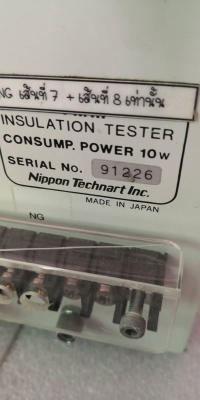 NG เส้นที่ 7 + เส้นที่ 8 เท่านั้น
INSULATION TESTER
CONSUMP. POWER 10W
SERIAL No. 91226
Nippon Technart Inc.
MADE IN JAPAN
NG